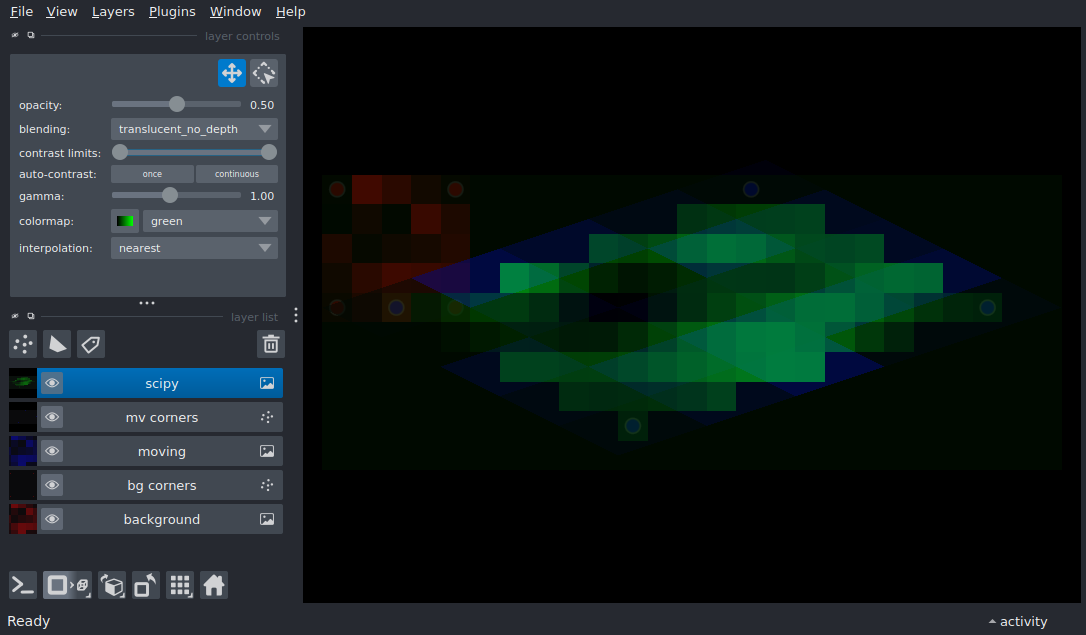 File View Layers Plugins Window Help
layer controls
opacity: 0.50
blending: translucent_no_depth
contrast limits:
auto-contrast: once continuous
gamma: 1.00
colormap: green
interpolation: nearest
layer list
scipy
mv corners
moving
bg corners
background
Ready activity